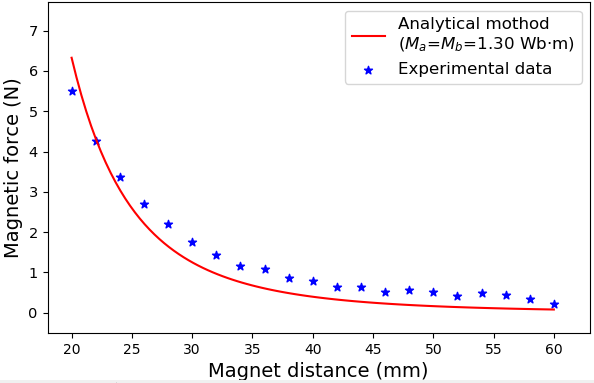 Analytical mothod
(Mₐ=M_b=1.30 Wb·m)
Experimental data
Magnetic force (N)
7
6
5
4
3
2
1
0
20 25 30 35 40 45 50 55 60
Magnet distance (mm)